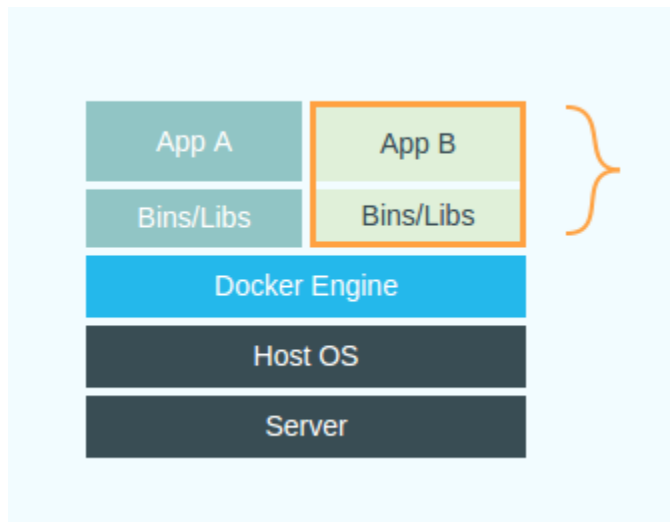 App A
App B
Bins/Libs
Bins/Libs
Docker Engine
Host OS
Server